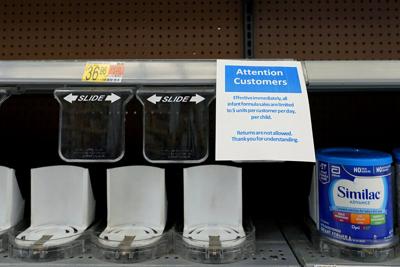 36 96
SLIDE
SLIDE
Attention
Customers
Effective immediately, all
infant formula sales are limited
to 5 units per customer per day,
per child.
Returns are not allowed.
Thank you for understanding.
Similac
ADVANCE